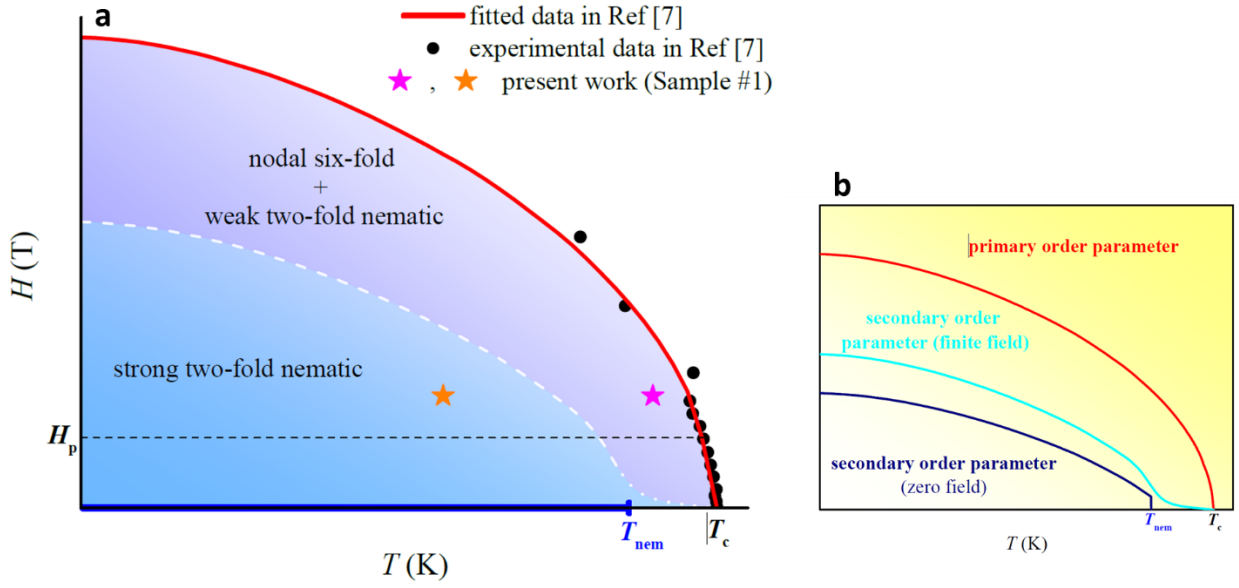 a
fitted data in Ref [7]
experimental data in Ref [7]
, present work (Sample #1)
nodal six-fold
+
weak two-fold nematic
strong two-fold nematic
H (T)
Hp
Tnem
Tc
T (K)
b
primary order parameter
secondary order
parameter (finite field)
secondary order parameter
(zero field)
Tnem
Tc
T (K)